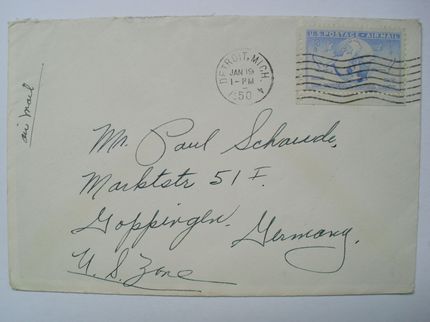 DETROIT, MICH.
JAN 19
1-PM
1950
U.S. POSTAGE - AIR MAIL
air mail
Mr. Paul Schaude,
Marktstr 51 I.
Goppingen, Germany,
U.S. Zone